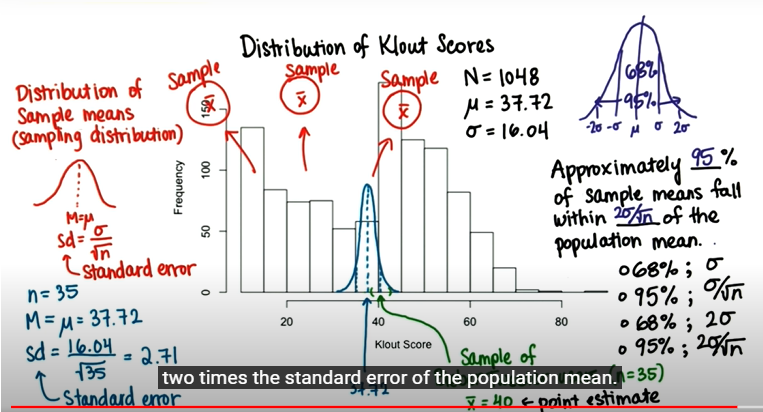 Distribution of Klout Scores
Distribution of
Sample means
(sampling distribution)
M=μ
sd= σ/√n
Standard error
n= 35
M= μ= 37.72
sd = 16.04/√35 = 2.71
Standard error
Sample
x̄
Sample
x̄
Sample
x̄
N= 1048
μ= 37.72
σ= 16.04
Frequency
0
50
100
150
20
40
60
80
Klout Score
37.72
Sample of
(n=35)
x̄ = 40 ← point estimate
68%
95%
-2σ -σ μ σ 2σ
Approximately 95 %
of sample means fall
within 2σ/√n of the
population mean.
o 68% ; σ
o 95% ; σ/√n
o 68% ; 2σ
o 95% ; 2σ/√n
two times the standard error of the population mean.